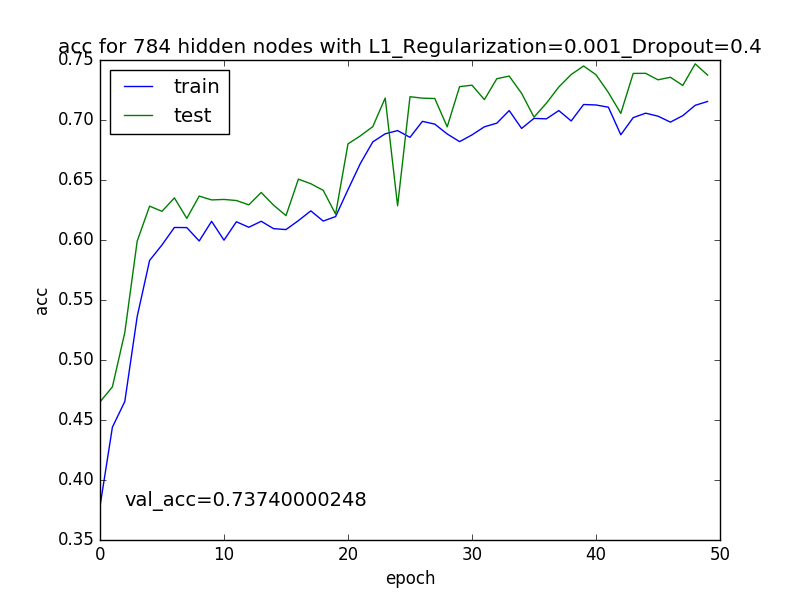 acc for 784 hidden nodes with L1_Regularization=0.001_Dropout=0.4
0.75
train
test
0.70
0.65
0.60
0.55
acc
0.50
0.45
0.40
val_acc=0.73740000248
0.35
0 10 20 30 40 50
epoch